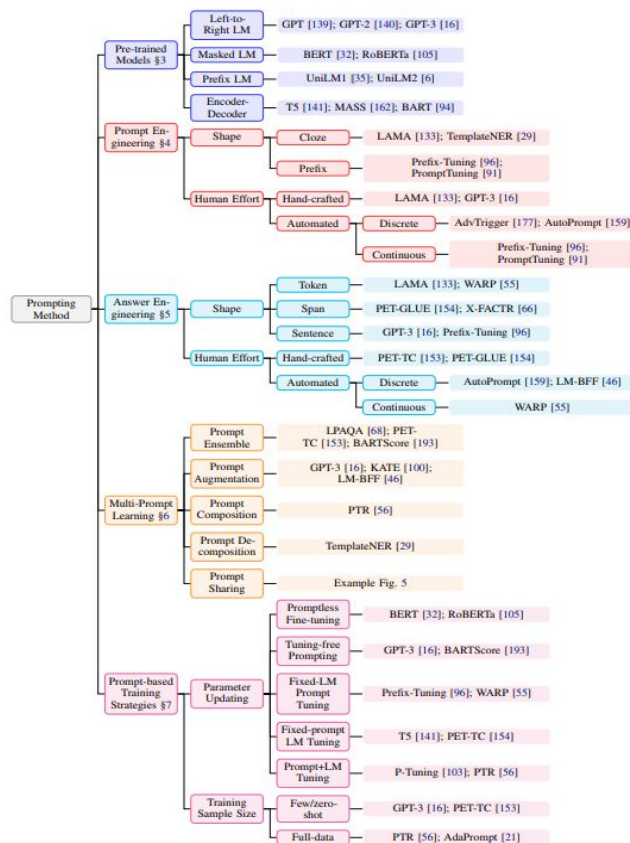 Left-to-
Right LM
GPT [139]; GPT-2 [140]; GPT-3 [16]
Pre-trained
Models §3
Masked LM
BERT [32]; RoBERTa [105]
Prefix LM
UniLM1 [35]; UniLM2 [6]
Encoder-
Decoder
T5 [141]; MASS [162]; BART [94]
Prompt En-
gineering §4
Shape
Cloze
LAMA [133]; TemplateNER [29]
Prefix
Prefix-Tuning [96];
PromptTuning [91]
Human Effort
Hand-crafted
LAMA [133]; GPT-3 [16]
Automated
Discrete
AdvTrigger [177]; AutoPrompt [159]
Continuous
Prefix-Tuning [96];
PromptTuning [91]
Prompting
Method
Answer En-
gineering §5
Shape
Token
LAMA [133]; WARP [55]
Span
PET-GLUE [154]; X-FACTR [66]
Sentence
GPT-3 [16]; Prefix-Tuning [96]
Human Effort
Hand-crafted
PET-TC [153]; PET-GLUE [154]
Automated
Discrete
AutoPrompt [159]; LM-BFF [46]
Continuous
WARP [55]
Multi-Prompt
Learning §6
Prompt
Ensemble
LPAQA [68]; PET-
TC [153]; BARTScore [193]
Prompt
Augmentation
GPT-3 [16]; KATE [100];
LM-BFF [46]
Prompt
Composition
PTR [56]
Prompt De-
composition
TemplateNER [29]
Prompt
Sharing
Example Fig. 5
Prompt-based
Training
Strategies §7
Parameter
Updating
Promptless
Fine-tuning
BERT [32]; RoBERTa [105]
Tuning-free
Prompting
GPT-3 [16]; BARTScore [193]
Fixed-LM
Prompt
Tuning
Prefix-Tuning [96]; WARP [55]
Fixed-prompt
LM Tuning
T5 [141]; PET-TC [154]
Prompt+LM
Tuning
P-Tuning [103]; PTR [56]
Training
Sample Size
Few/zero-
shot
GPT-3 [16]; PET-TC [153]
Full-data
PTR [56]; AdaPrompt [21]